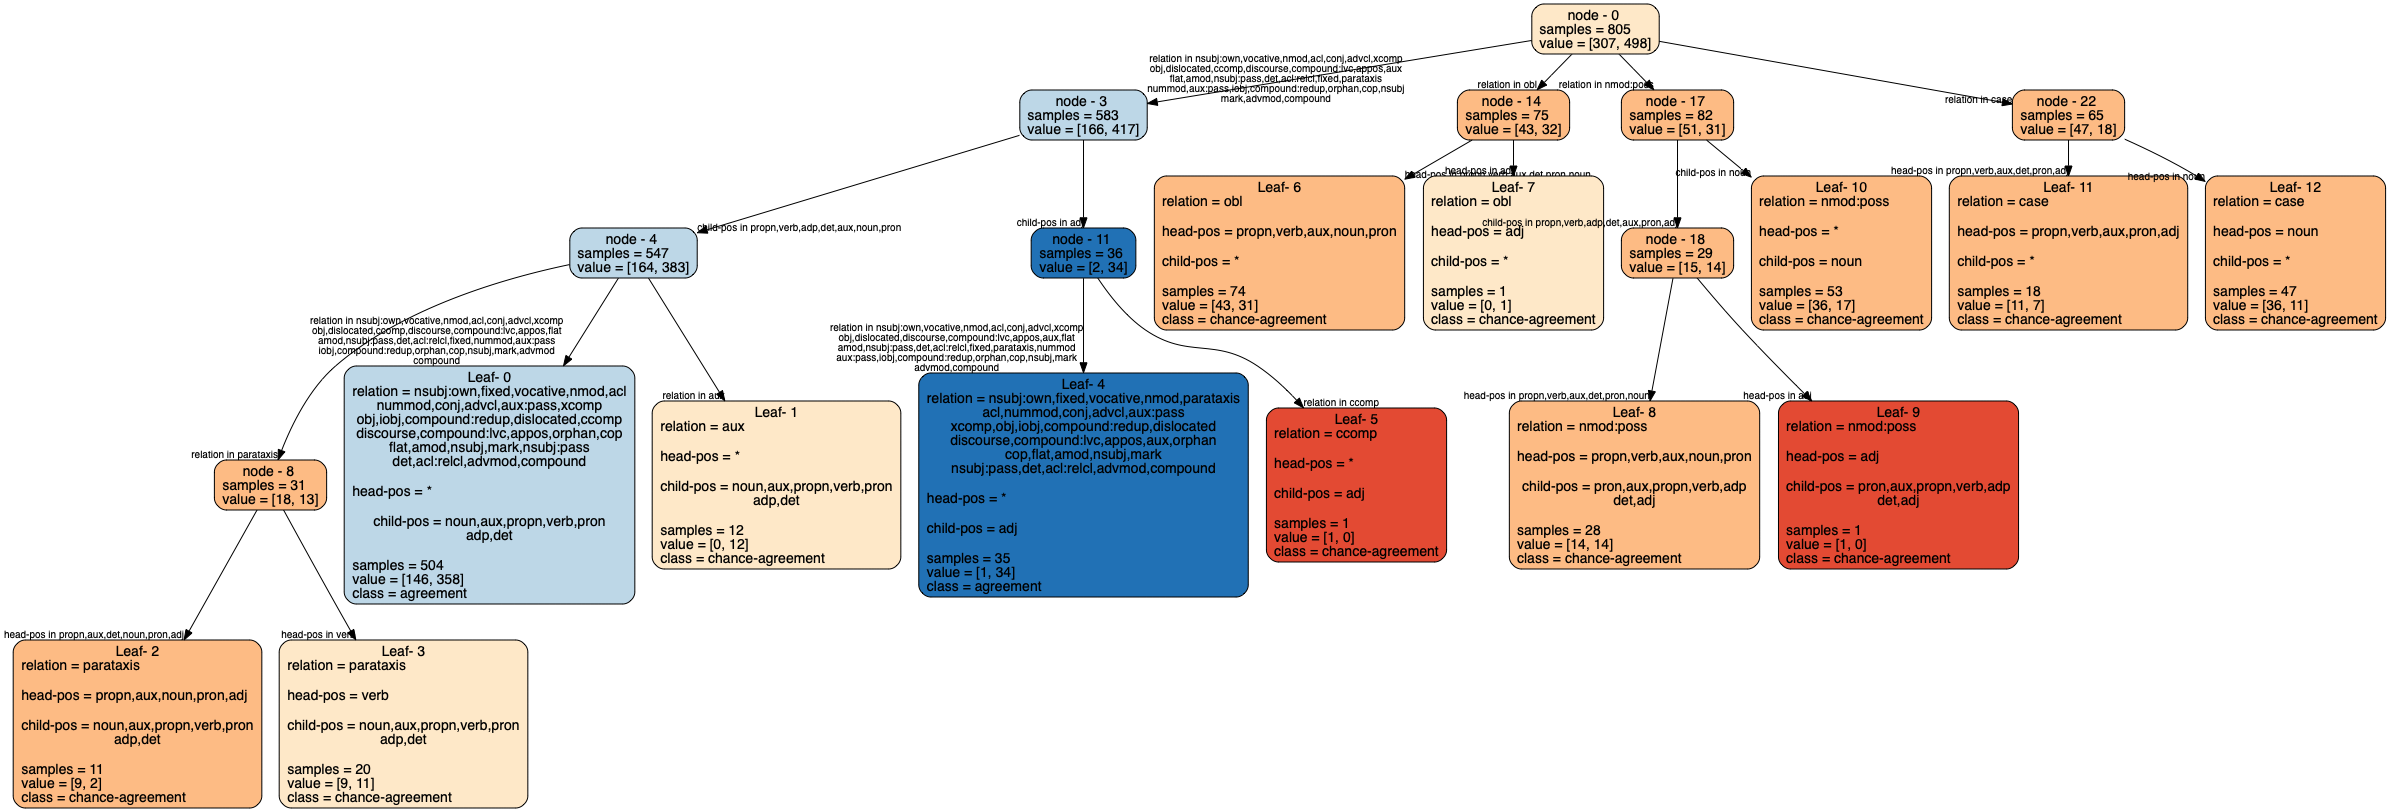 node - 0
samples = 805
value = [307, 498]
relation in nsubj:own,vocative,nmod,acl,conj,advcl,xcomp
obj,dislocated,ccomp,discourse,compound:lvc,appos,aux
flat,amod,nsubj:pass,det,acl:relcl,fixed,parataxis
nummod,aux:pass,iobj,compound:redup,orphan,cop,nsubj
mark,advmod,compound
relation in obl
relation in nmod:poss
relation in case
node - 3
samples = 583
value = [166, 417]
node - 14
samples = 75
value = [43, 32]
node - 17
samples = 82
value = [51, 31]
node - 22
samples = 65
value = [47, 18]
child-pos in propn,verb,adp,det,aux,noun,pron
child-pos in adj
head-pos in propn,verb,aux,det,pron,noun
head-pos in adj
child-pos in propn,verb,adp,det,aux,pron,adj
child-pos in noun
head-pos in propn,verb,aux,det,pron,adj
head-pos in noun
node - 4
samples = 547
value = [164, 383]
node - 11
samples = 36
value = [2, 34]
Leaf- 6
relation = obl
head-pos = propn,verb,aux,noun,pron
child-pos = *
samples = 74
value = [43, 31]
class = chance-agreement
Leaf- 7
relation = obl
head-pos = adj
child-pos = *
samples = 1
value = [0, 1]
class = chance-agreement
node - 18
samples = 29
value = [15, 14]
Leaf- 10
relation = nmod:poss
head-pos = *
child-pos = noun
samples = 53
value = [36, 17]
class = chance-agreement
Leaf- 11
relation = case
head-pos = propn,verb,aux,pron,adj
child-pos = *
samples = 18
value = [11, 7]
class = chance-agreement
Leaf- 12
relation = case
head-pos = noun
child-pos = *
samples = 47
value = [36, 11]
class = chance-agreement
relation in nsubj:own,vocative,nmod,acl,conj,advcl,xcomp
obj,dislocated,ccomp,discourse,compound:lvc,appos,flat
amod,nsubj:pass,det,acl:relcl,fixed,nummod,aux:pass
iobj,compound:redup,orphan,cop,nsubj,mark,advmod
compound
relation in aux
relation in parataxis
relation in nsubj:own,vocative,nmod,acl,conj,advcl,xcomp
obj,dislocated,discourse,compound:lvc,appos,aux,flat
amod,nsubj:pass,det,acl:relcl,fixed,parataxis,nummod
aux:pass,iobj,compound:redup,orphan,cop,nsubj,mark
advmod,compound
relation in ccomp
head-pos in propn,verb,aux,det,pron,noun
head-pos in adj
node - 8
samples = 31
value = [18, 13]
Leaf- 0
relation = nsubj:own,fixed,vocative,nmod,acl
nummod,conj,advcl,aux:pass,xcomp
obj,iobj,compound:redup,dislocated,ccomp
discourse,compound:lvc,appos,orphan,cop
flat,amod,nsubj,mark,nsubj:pass
det,acl:relcl,advmod,compound
head-pos = *
child-pos = noun,aux,propn,verb,pron
adp,det
samples = 504
value = [146, 358]
class = agreement
Leaf- 1
relation = aux
head-pos = *
child-pos = noun,aux,propn,verb,pron
adp,det
samples = 12
value = [0, 12]
class = chance-agreement
Leaf- 4
relation = nsubj:own,fixed,vocative,nmod,parataxis
acl,nummod,conj,advcl,aux:pass
xcomp,obj,iobj,compound:redup,dislocated
discourse,compound:lvc,appos,aux,orphan
cop,flat,amod,nsubj,mark
nsubj:pass,det,acl:relcl,advmod,compound
head-pos = *
child-pos = adj
samples = 35
value = [1, 34]
class = agreement
Leaf- 5
relation = ccomp
head-pos = *
child-pos = adj
samples = 1
value = [1, 0]
class = chance-agreement
Leaf- 8
relation = nmod:poss
head-pos = propn,verb,aux,noun,pron
child-pos = pron,aux,propn,verb,adp
det,adj
samples = 28
value = [14, 14]
class = chance-agreement
Leaf- 9
relation = nmod:poss
head-pos = adj
child-pos = pron,aux,propn,verb,adp
det,adj
samples = 1
value = [1, 0]
class = chance-agreement
head-pos in propn,aux,det,noun,pron,adj
head-pos in verb
Leaf- 2
relation = parataxis
head-pos = propn,aux,noun,pron,adj
child-pos = noun,aux,propn,verb,pron
adp,det
samples = 11
value = [9, 2]
class = chance-agreement
Leaf- 3
relation = parataxis
head-pos = verb
child-pos = noun,aux,propn,verb,pron
adp,det
samples = 20
value = [9, 11]
class = chance-agreement